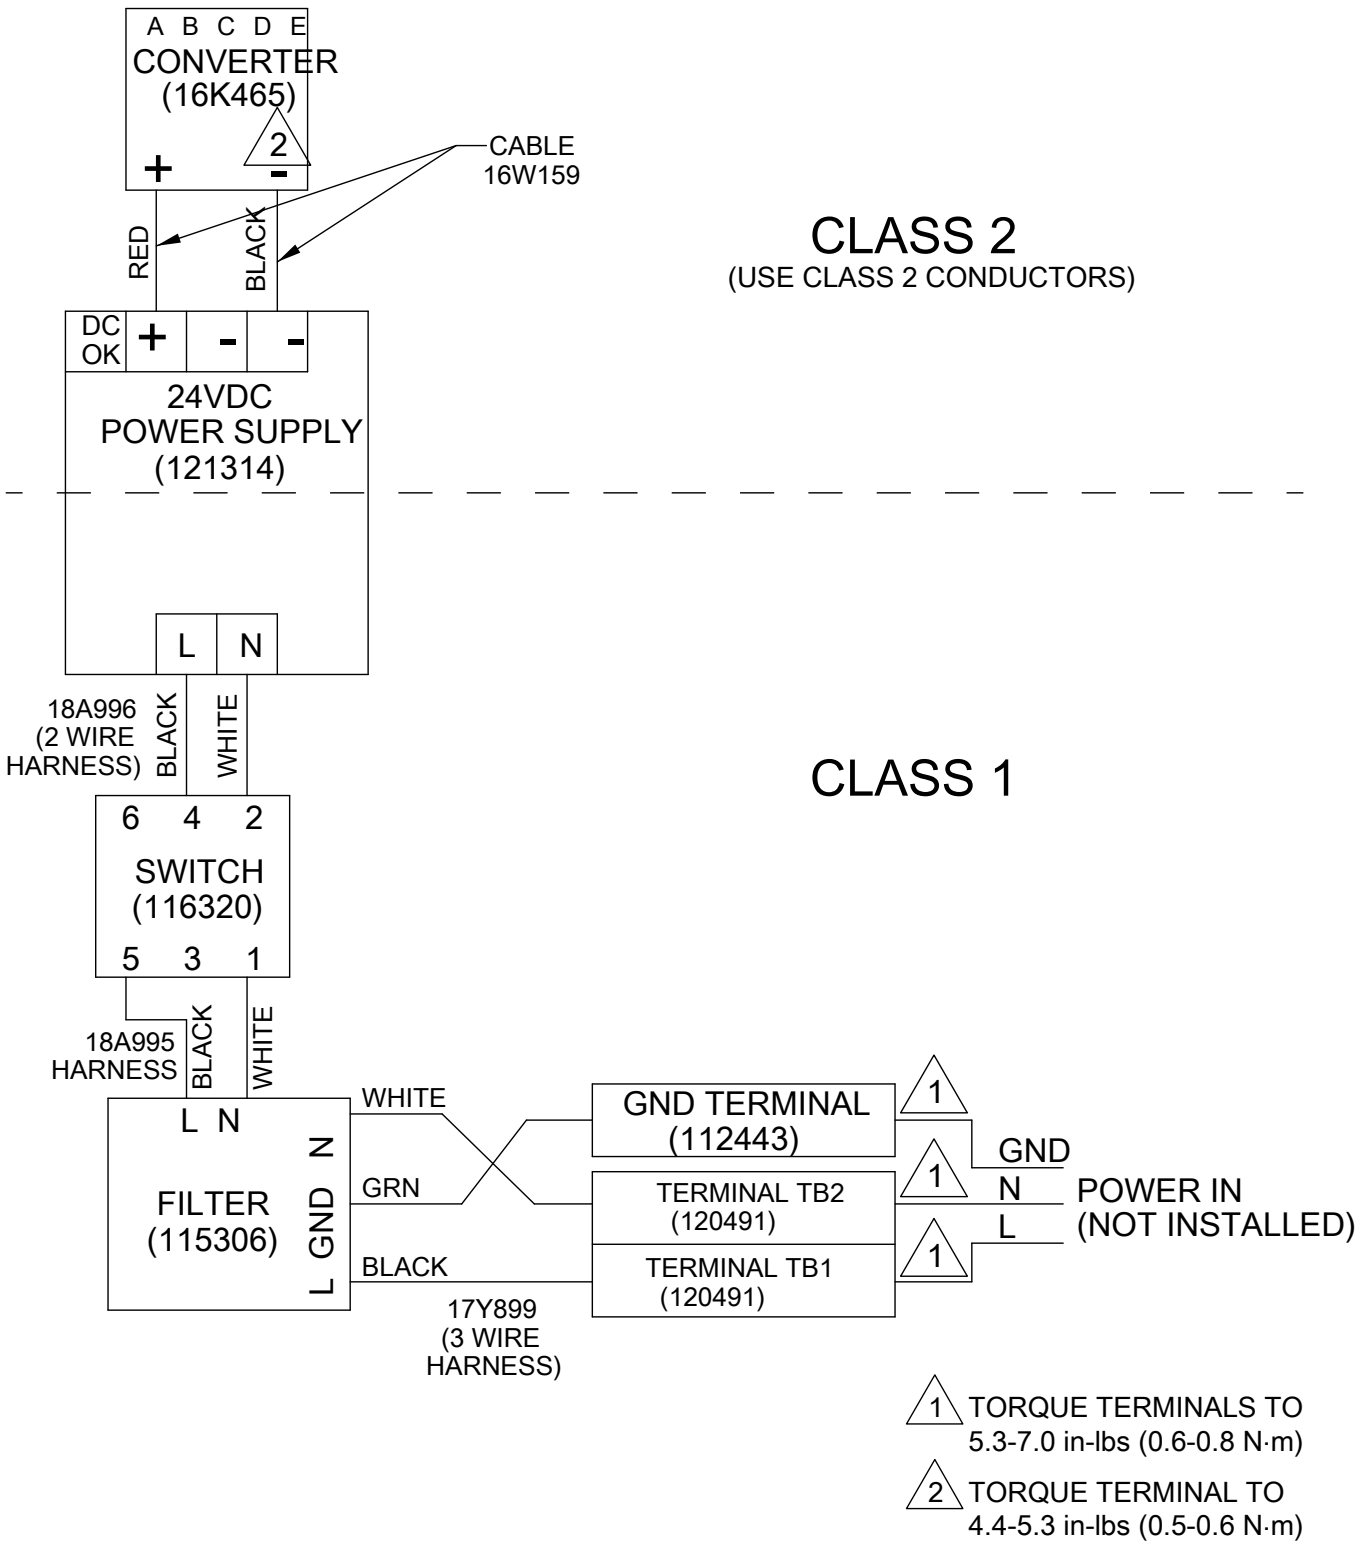 A B C D E
CONVERTER
(16K465)
2
+ -
CABLE
16W159
RED
BLACK
CLASS 2
(USE CLASS 2 CONDUCTORS)
DC
OK
+ - -
24VDC
POWER SUPPLY
(121314)
L N
18A996
(2 WIRE
HARNESS)
BLACK
WHITE
CLASS 1
6 4 2
SWITCH
(116320)
5 3 1
18A995
HARNESS
BLACK
WHITE
L N
FILTER
(115306)
N
GND
L
WHITE
GRN
BLACK
17Y899
(3 WIRE
HARNESS)
GND TERMINAL
(112443)
TERMINAL TB2
(120491)
TERMINAL TB1
(120491)
1
1
1
GND
N
L
POWER IN
(NOT INSTALLED)
1 TORQUE TERMINALS TO
5.3-7.0 in-lbs (0.6-0.8 N·m)
2 TORQUE TERMINAL TO
4.4-5.3 in-lbs (0.5-0.6 N·m)